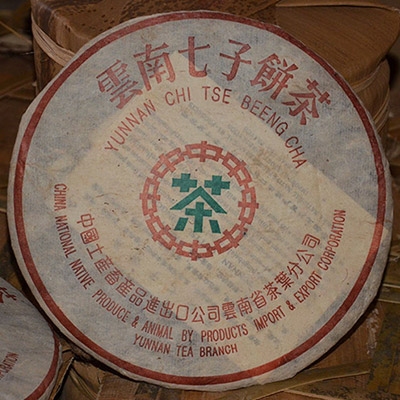 雲南七子餅茶
YUNNAN CHI TSE BEENG CHA
茶
中國土產畜產品進出口公司雲南省茶葉分公司
CHINA NATIONAL NATIVE PRODUCE & ANIMAL BY PRODUCTS IMPORT & EXPORT CORPORATION
YUNNAN TEA BRANCH